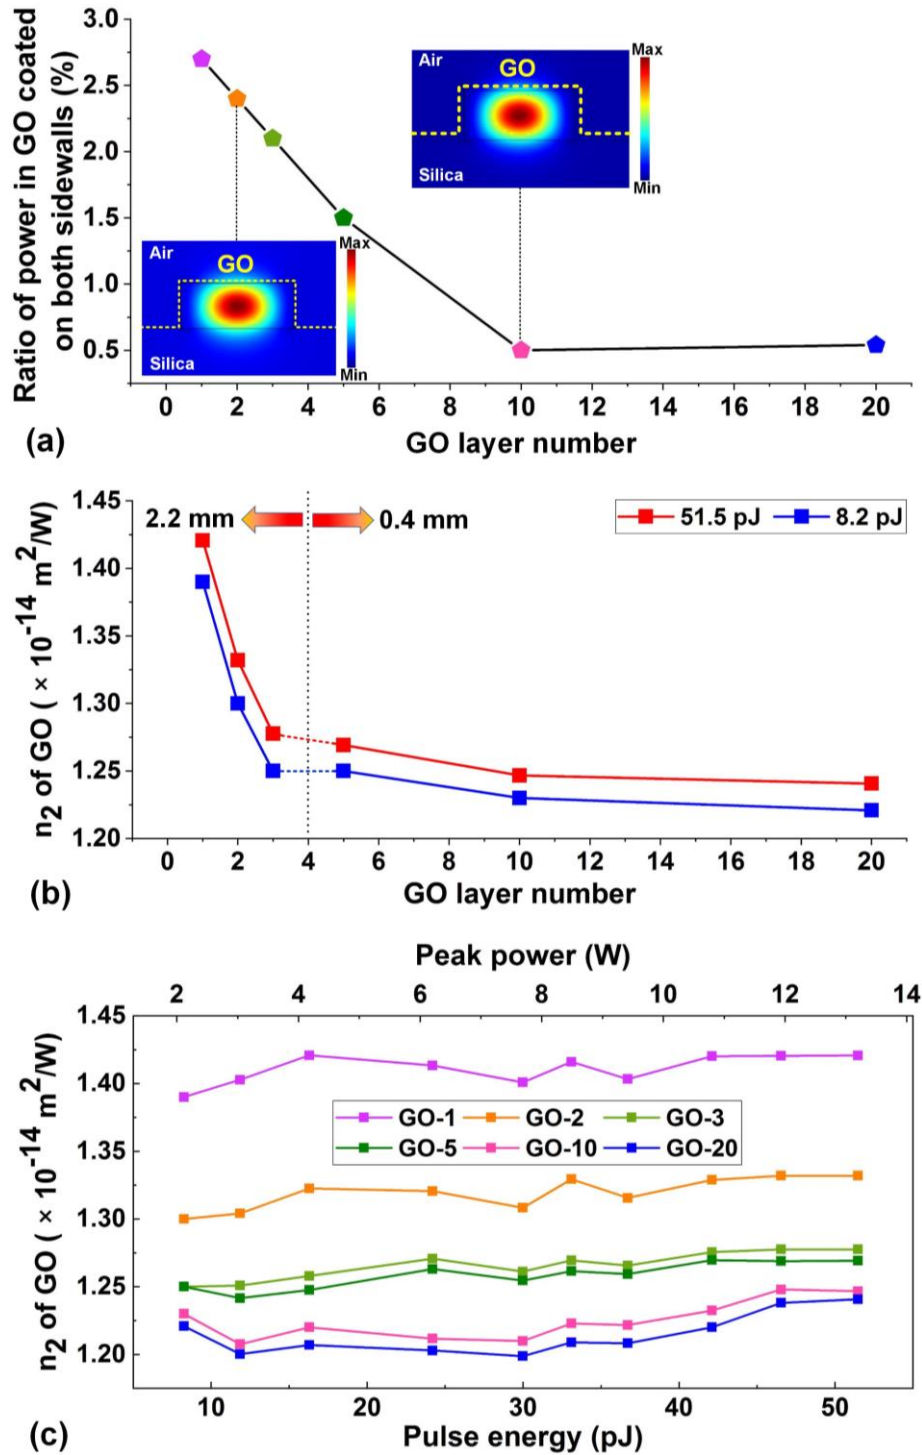 3.0
2.5
2.0
1.5
1.0
0.5
Ratio of power in GO coated
on both sidewalls (%)
Air
GO
Silica
Max
Min
Air
GO
Silica
Max
Min
0 2 4 6 8 10 12 14 16 18 20
GO layer number
(a)
1.45
1.40
1.35
1.30
1.25
1.20
n2 of GO ( × 10-14 m2/W)
2.2 mm 0.4 mm
51.5 pJ 8.2 pJ
0 2 4 6 8 10 12 14 16 18 20
GO layer number
(b)
Peak power (W)
2 4 6 8 10 12 14
1.45
1.40
1.35
1.30
1.25
1.20
n2 of GO ( × 10-14 m2/W)
GO-1 GO-2 GO-3
GO-5 GO-10 GO-20
10 20 30 40 50
Pulse energy (pJ)
(c)